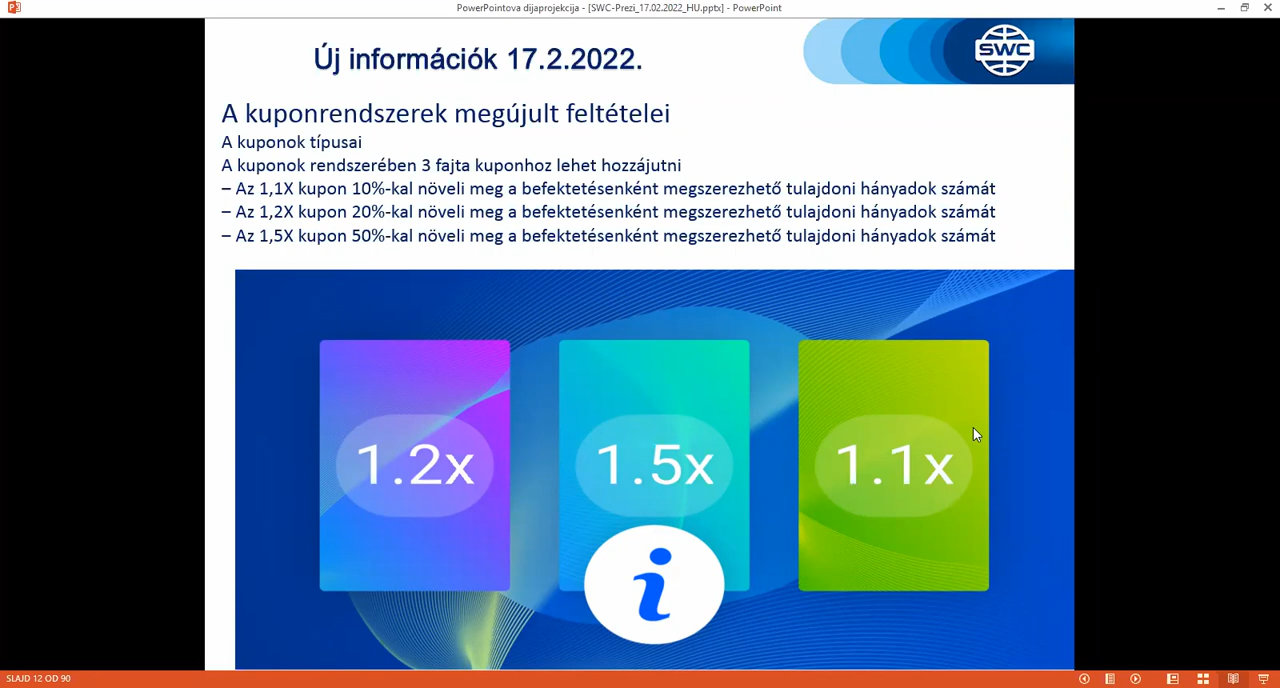 PowerPointova dijaprojekcija - [SWC-Prezi_17.02.2022_HU.pptx] - PowerPoint
Új információk 17.2.2022.
SWC
A kuponrendszerek megújult feltételei
A kuponok típusai
A kuponok rendszerében 3 fajta kuponhoz lehet hozzájutni
– Az 1,1X kupon 10%-kal növeli meg a befektetésenként megszerezhető tulajdoni hányadok számát
– Az 1,2X kupon 20%-kal növeli meg a befektetésenként megszerezhető tulajdoni hányadok számát
– Az 1,5X kupon 50%-kal növeli meg a befektetésenként megszerezhető tulajdoni hányadok számát
1.2x
1.5x
1.1x
i
SLAJD 12 OD 90